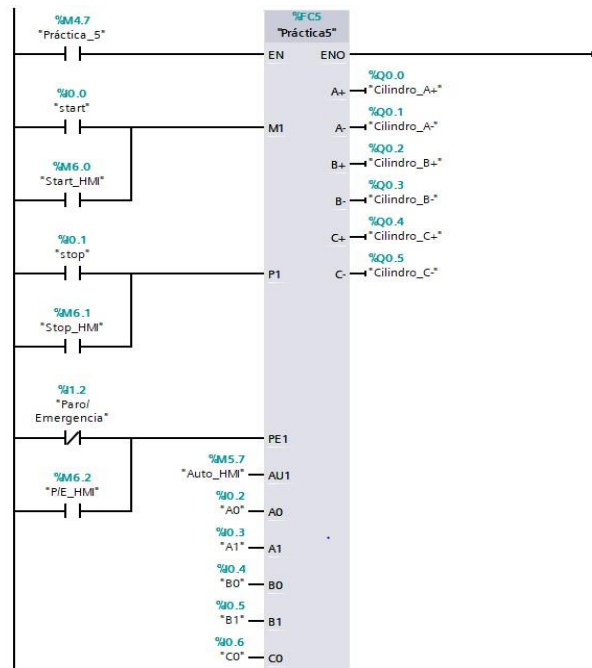 %M4.7
"Práctica_5"
%FC5
"Práctica5"
EN
ENO
%I0.0
"start"
M1
%M6.0
"Start_HMI"
%I0.1
"stop"
P1
%M6.1
"Stop_HMI"
%I1.2
"Paro/
Emergencia"
PE1
%M6.2
"P/E_HMI"
%M5.7
"Auto_HMI"
AU1
%I0.2
"A0"
A0
%I0.3
"A1"
A1
%I0.4
"B0"
B0
%I0.5
"B1"
B1
%I0.6
"C0"
C0
%Q0.0
A+
"Cilindro_A+"
%Q0.1
A-
"Cilindro_A-"
%Q0.2
B+
"Cilindro_B+"
%Q0.3
B-
"Cilindro_B-"
%Q0.4
C+
"Cilindro_C+"
%Q0.5
C-
"Cilindro_C-"